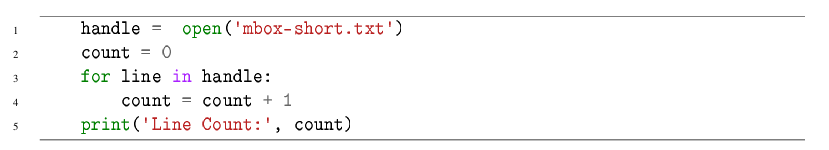 1 handle =  open('mbox-short.txt')
2 count = 0
3 for line in handle:
4     count = count + 1
5 print('Line Count:', count)